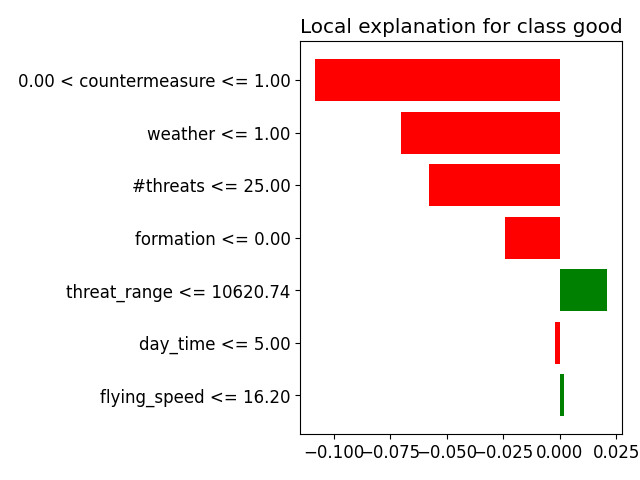 Local explanation for class good
0.00 < countermeasure <= 1.00
weather <= 1.00
#threats <= 25.00
formation <= 0.00
threat_range <= 10620.74
day_time <= 5.00
flying_speed <= 16.20
−0.100−0.075−0.050−0.025 0.000 0.025